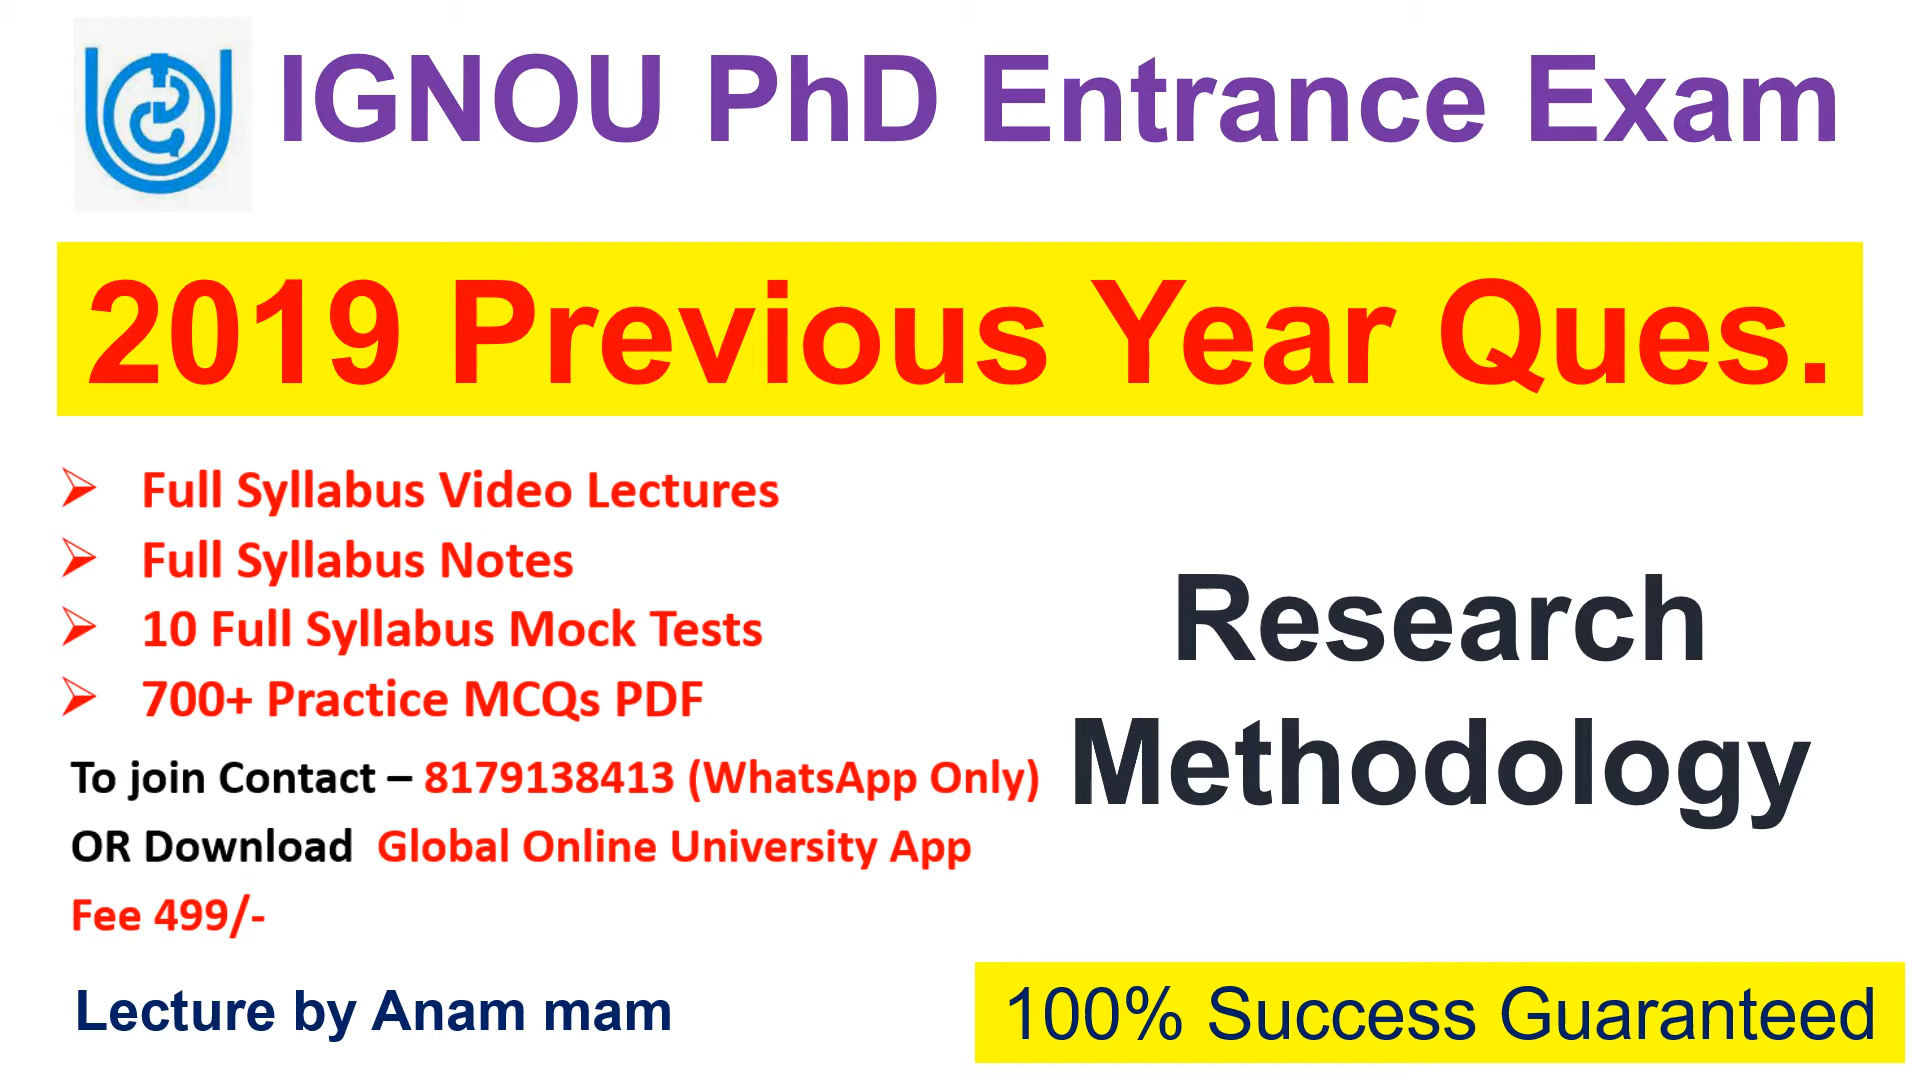 IGNOU PhD Entrance Exam
2019 Previous Year Ques.
Full Syllabus Video Lectures
Full Syllabus Notes
10 Full Syllabus Mock Tests
700+ Practice MCQs PDF
To join Contact – 8179138413 (WhatsApp Only)
OR Download Global Online University App
Fee 499/-
Research
Methodology
Lecture by Anam mam
100% Success Guaranteed